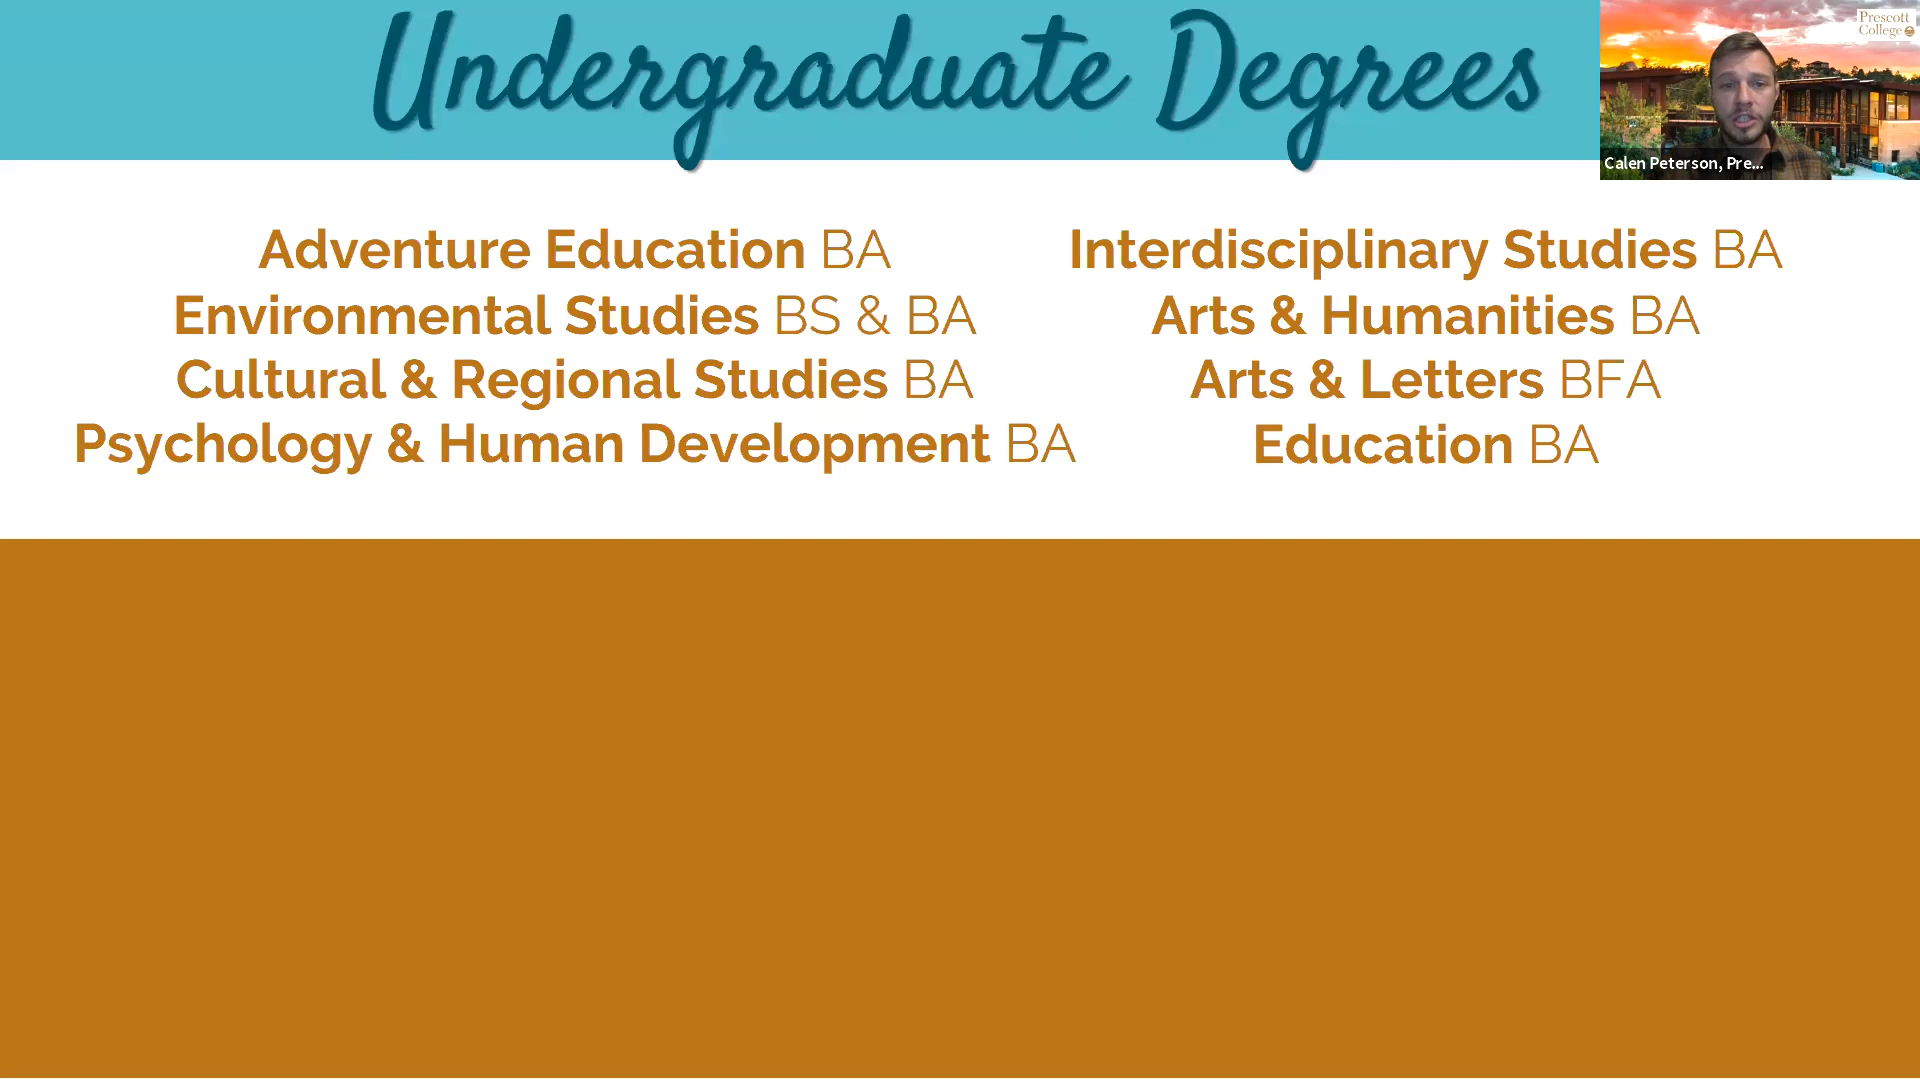 Undergraduate Degrees
Prescott
College
Calen Peterson, Pre...
Adventure Education BA
Environmental Studies BS & BA
Cultural & Regional Studies BA
Psychology & Human Development BA
Interdisciplinary Studies BA
Arts & Humanities BA
Arts & Letters BFA
Education BA